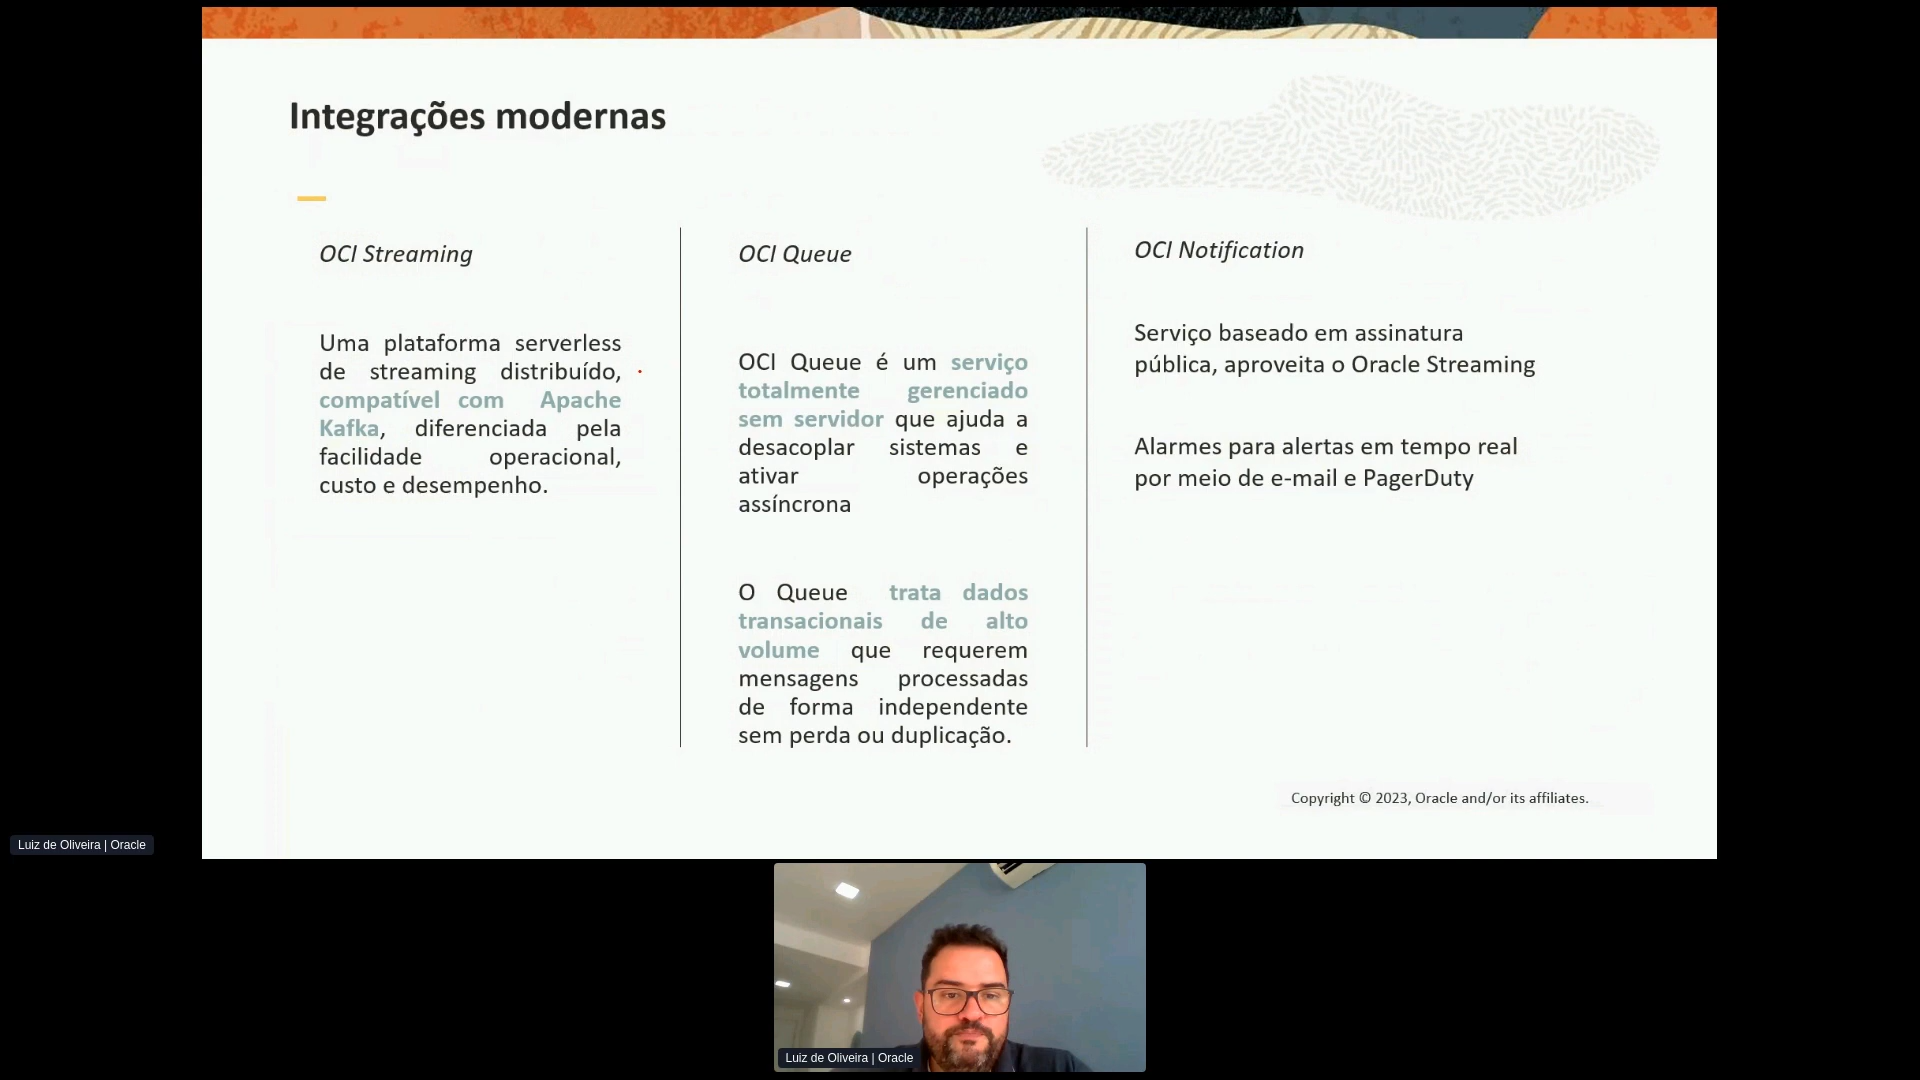 Integrações modernas
OCI Streaming
Uma plataforma serverless
de streaming distribuído,
compatível com Apache
Kafka, diferenciada pela
facilidade operacional,
custo e desempenho.
OCI Queue
OCI Queue é um serviço
totalmente gerenciado
sem servidor que ajuda a
desacoplar sistemas e
ativar operações
assíncrona
O Queue trata dados
transacionais de alto
volume que requerem
mensagens processadas
de forma independente
sem perda ou duplicação.
OCI Notification
Serviço baseado em assinatura
pública, aproveita o Oracle Streaming
Alarmes para alertas em tempo real
por meio de e-mail e PagerDuty
Copyright © 2023, Oracle and/or its affiliates.
Luiz de Oliveira | Oracle
Luiz de Oliveira | Oracle